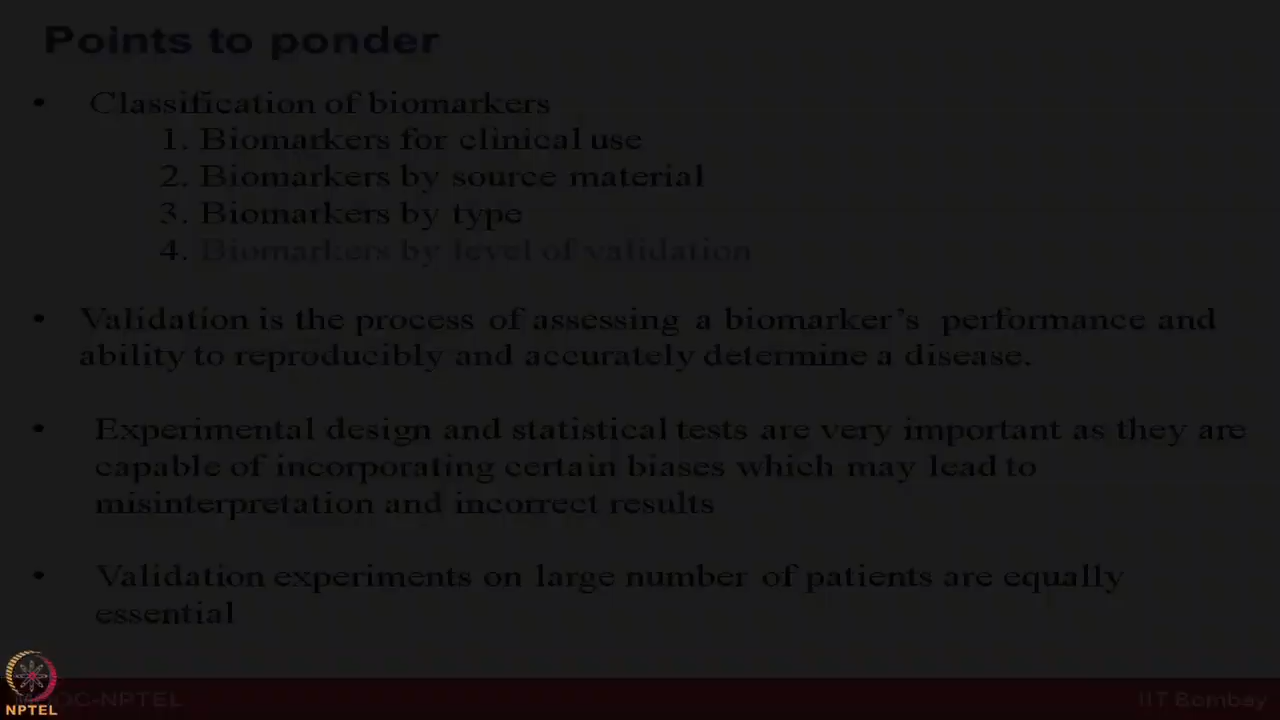 Points to ponder
• Classification of biomarkers
1. Biomarkers for clinical use
2. Biomarkers by source material
3. Biomarkers by type
4. Biomarkers by level of validation
• Validation is the process of assessing a biomarker’s performance and
ability to reproducibly and accurately determine a disease.
• Experimental design and statistical tests are very important as they are
capable of incorporating certain biases which may lead to
misinterpretation and incorrect results
• Validation experiments on large number of patients are equally
essential
OC-NPTEL
IIT Bombay
NPTEL